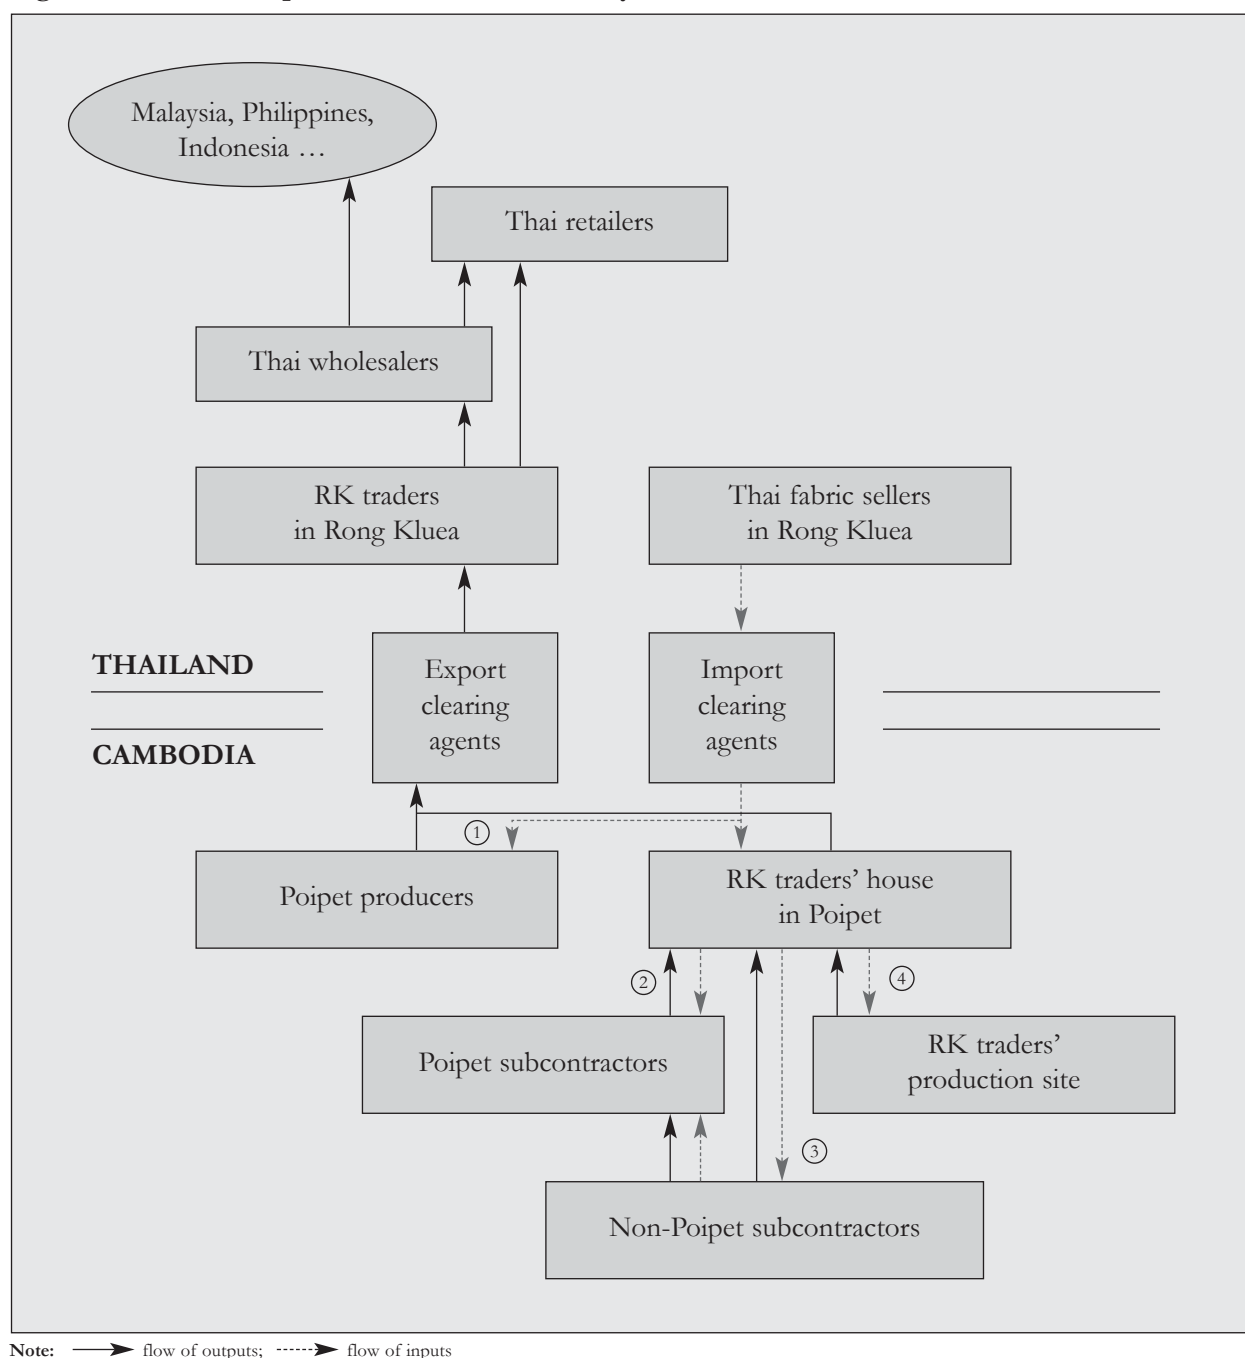 Malaysia, Philippines,
Indonesia …
Thai retailers
Thai wholesalers
RK traders
in Rong Kluea
Thai fabric sellers
in Rong Kluea
THAILAND
Export
clearing
agents
Import
clearing
agents
CAMBODIA
1
Poipet producers
RK traders’ house
in Poipet
2
4
Poipet subcontractors
RK traders’
production site
3
Non-Poipet subcontractors
Note: flow of outputs; flow of inputs